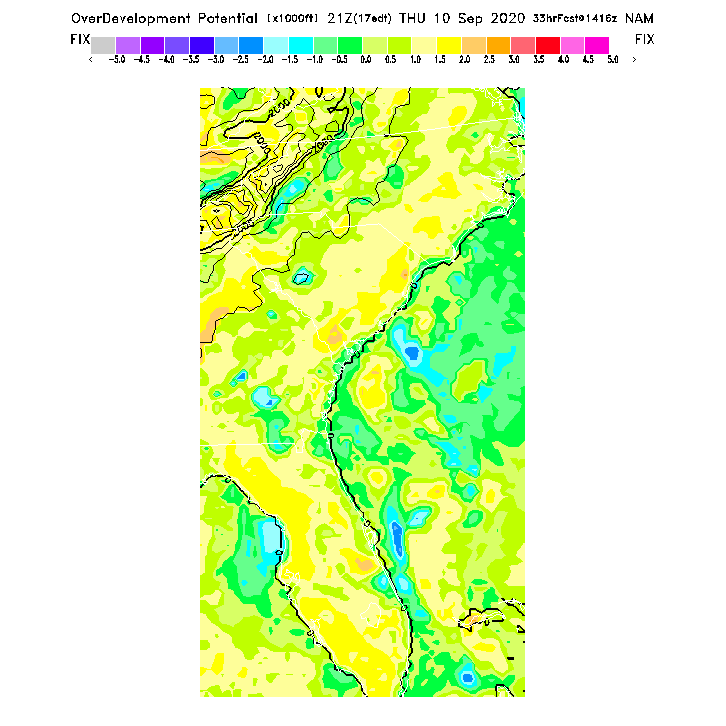 OverDevelopment Potential [x1000ft] 21Z(17edt) THU 10 Sep 2020 33hrFcst@1416z NAM
FIX FIX
< -5.0 -4.5 -4.0 -3.5 -3.0 -2.5 -2.0 -1.5 -1.0 -0.5 0.0 0.5 1.0 1.5 2.0 2.5 3.0 3.5 4.0 4.5 5.0 >
2000
2000